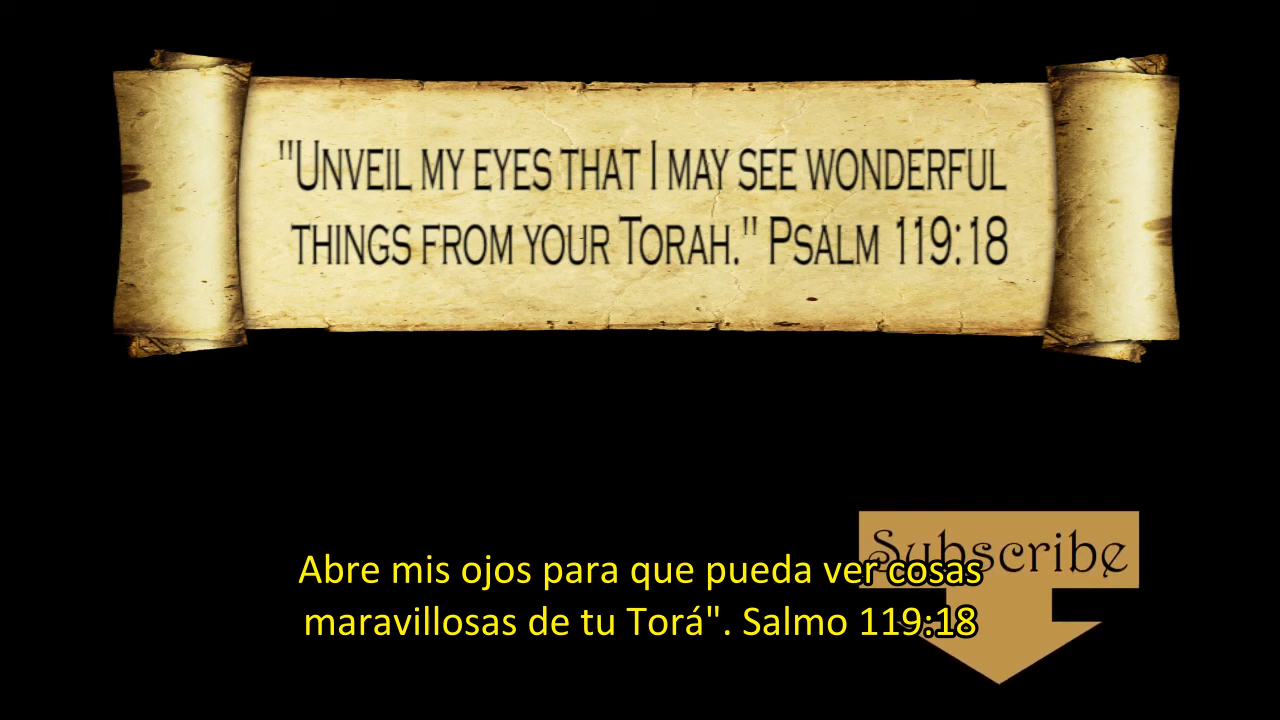 "Unveil my eyes that I may see wonderful
things from your Torah." Psalm 119:18
Subscribe
Abre mis ojos para que pueda ver cosas
maravillosas de tu Torá". Salmo 119:18